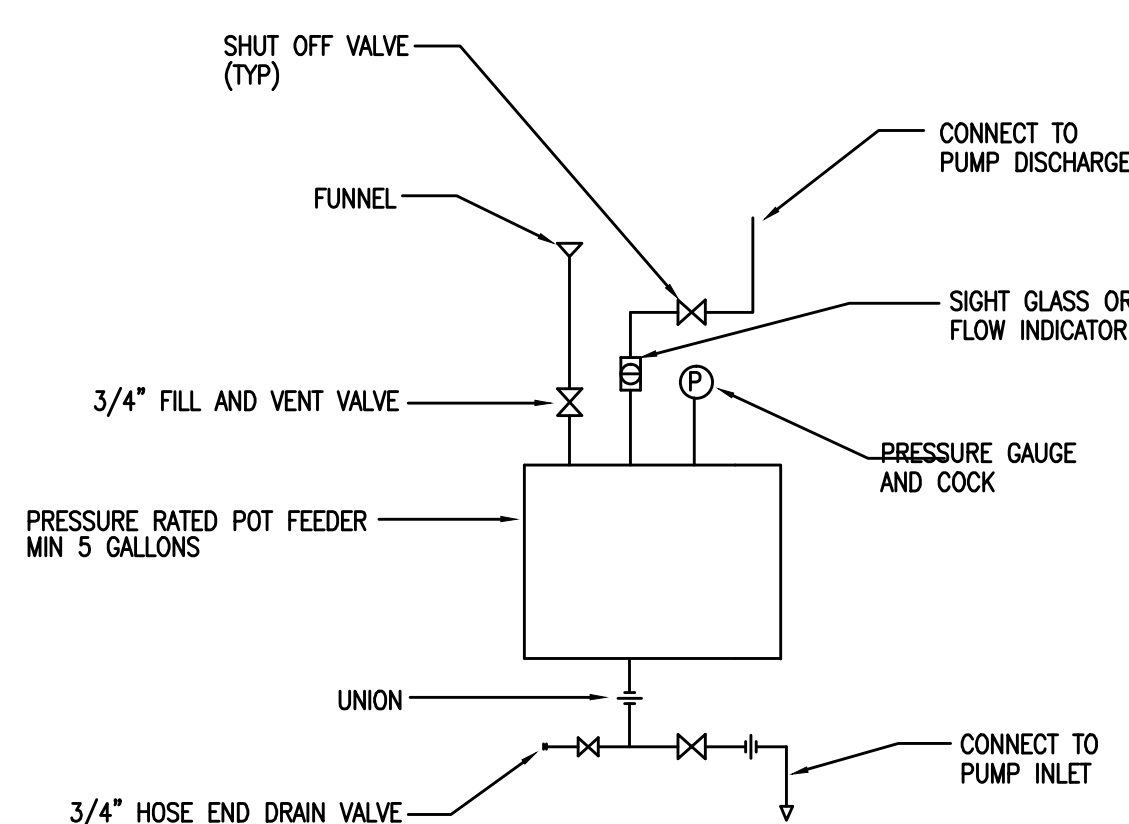 SHUT OFF VALVE
(TYP)
CONNECT TO
PUMP DISCHARGE
FUNNEL
SIGHT GLASS OR
FLOW INDICATOR
P
3/4" FILL AND VENT VALVE
PRESSURE GAUGE
AND COCK
PRESSURE RATED POT FEEDER
MIN 5 GALLONS
UNION
CONNECT TO
PUMP INLET
3/4" HOSE END DRAIN VALVE